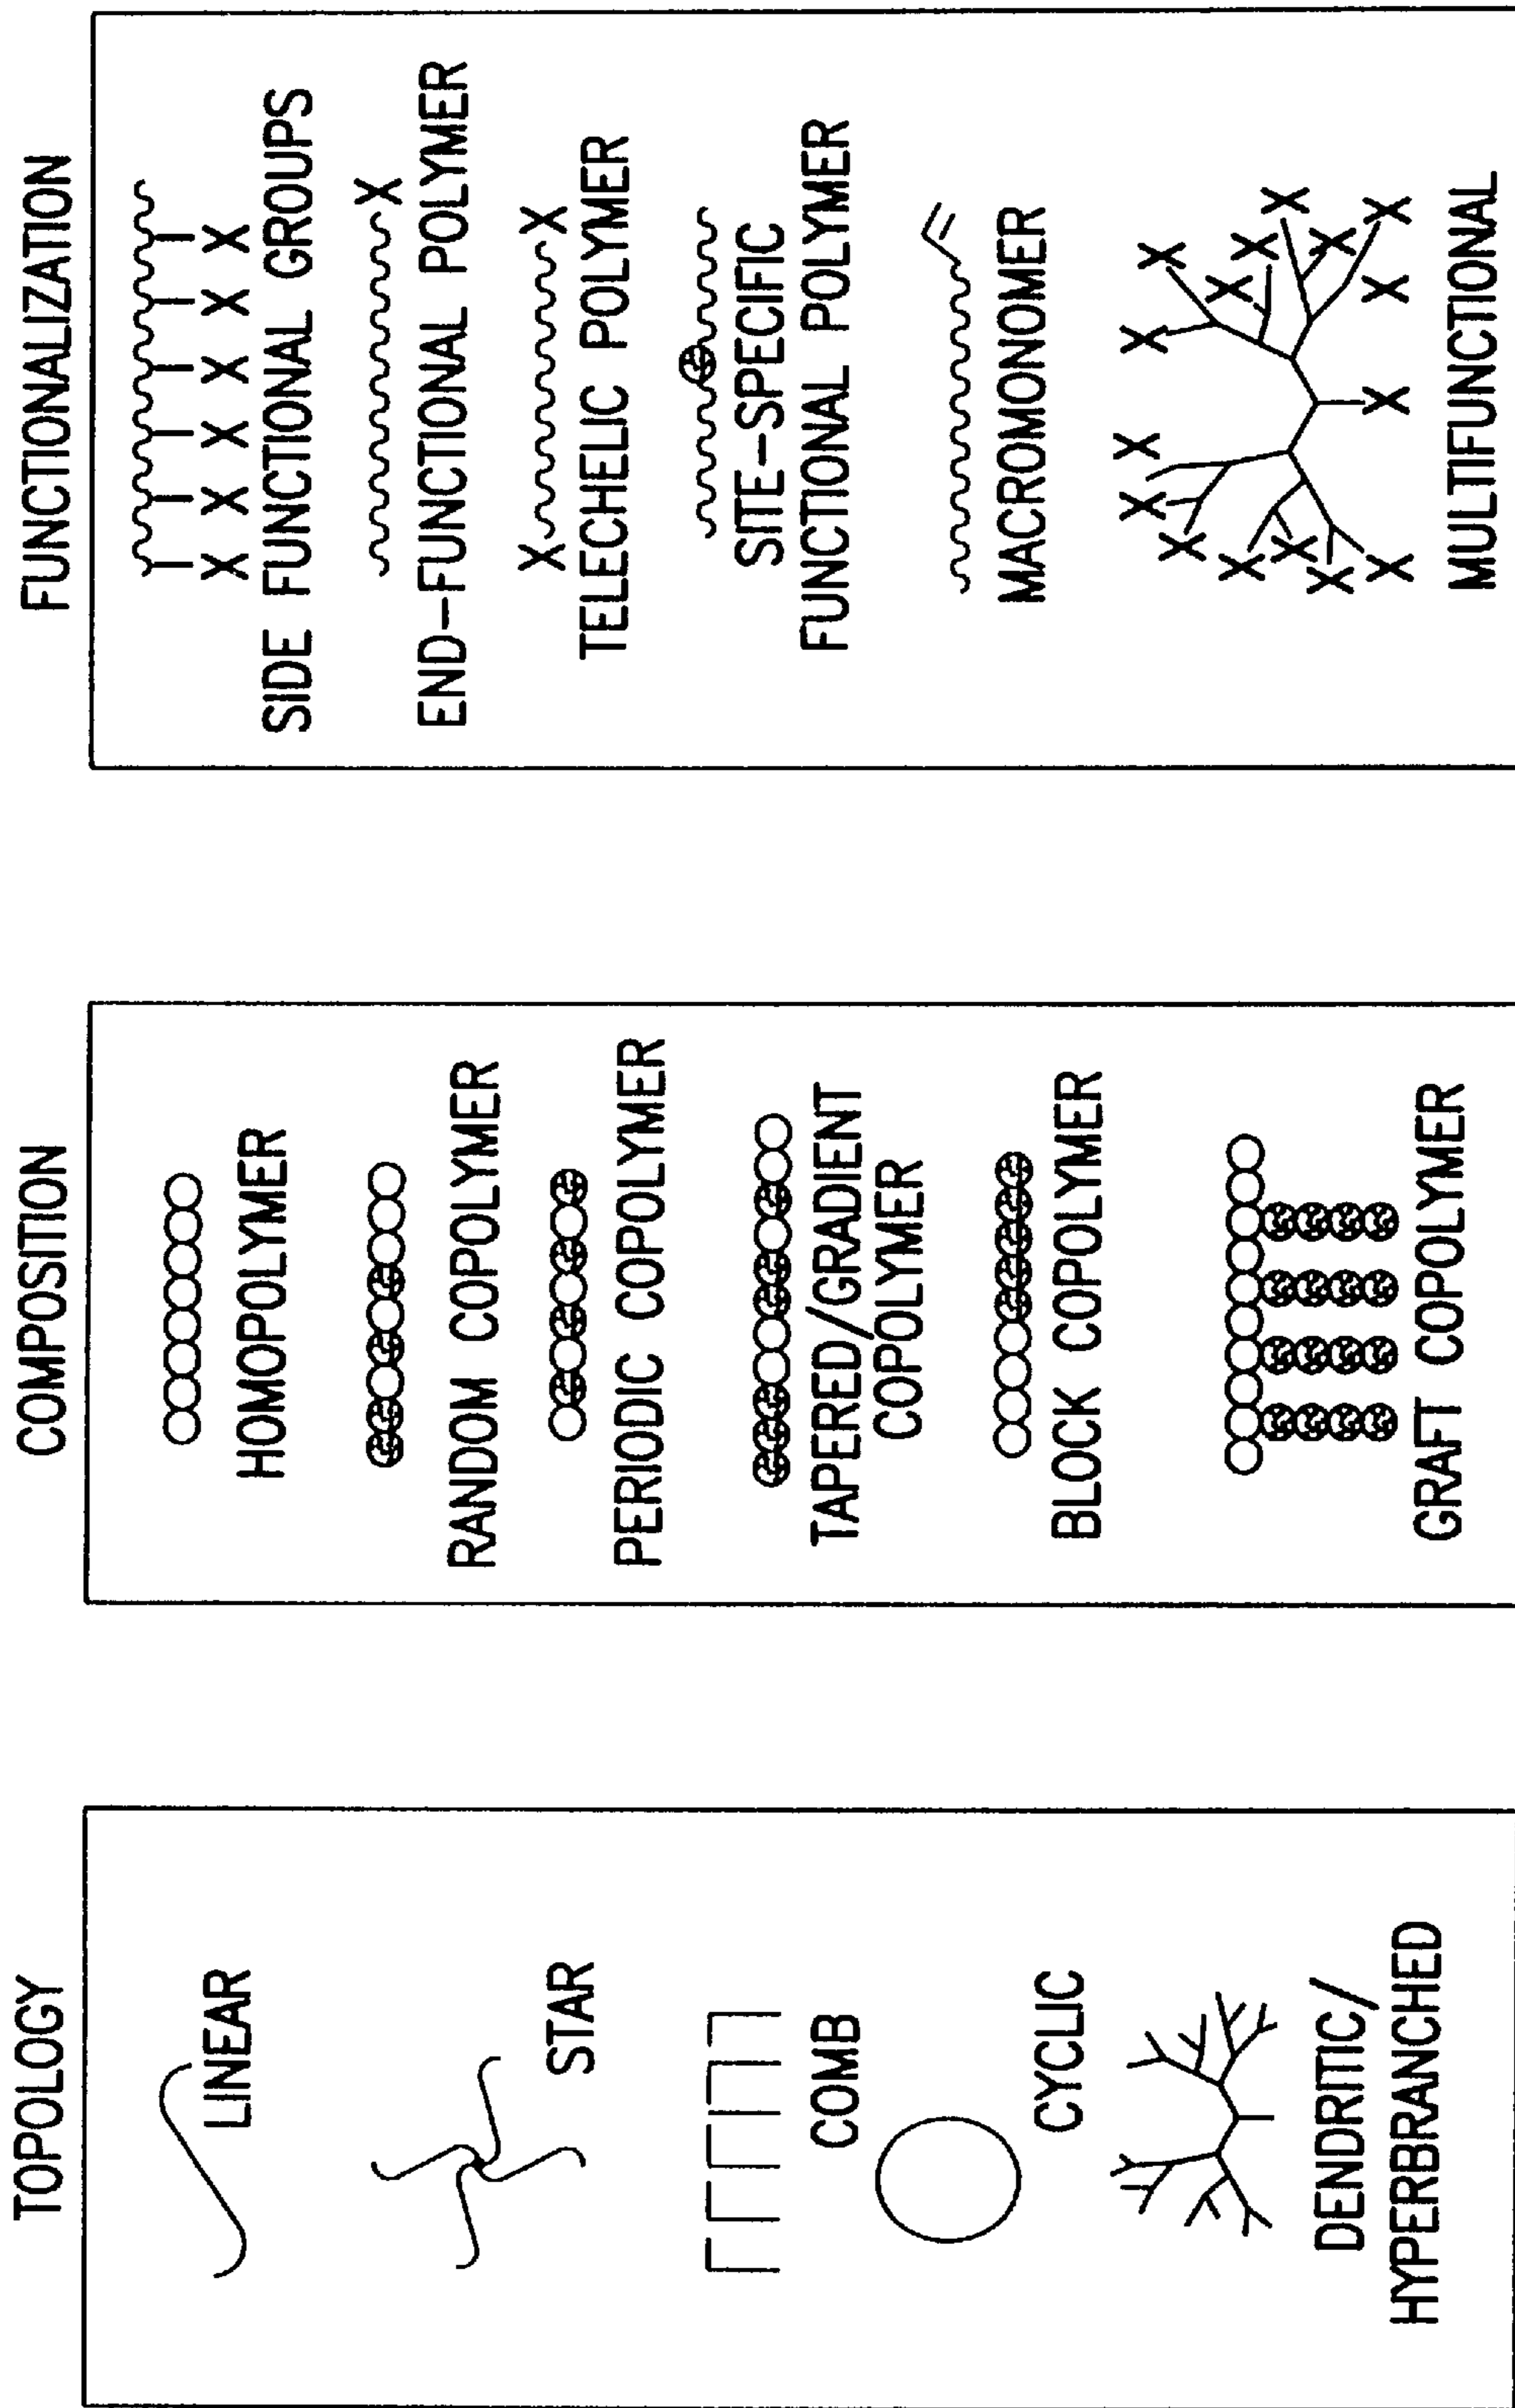 TOPOLOGY
LINEAR
STAR
COMB
CYCLIC
DENDRITIC/
HYPERBRANCHED
COMPOSITION
HOMOPOLYMER
RANDOM COPOLYMER
PERIODIC COPOLYMER
TAPERED/GRADIENT
COPOLYMER
BLOCK COPOLYMER
GRAFT COPOLYMER
FUNCTIONALIZATION
X X X X X X
SIDE FUNCTIONAL GROUPS
X
END-FUNCTIONAL POLYMER
X X
TELECHELIC POLYMER
SITE-SPECIFIC
FUNCTIONAL POLYMER
MACROMONOMER
X X X X X X X X X X X X X X X
MULTIFUNCTIONAL